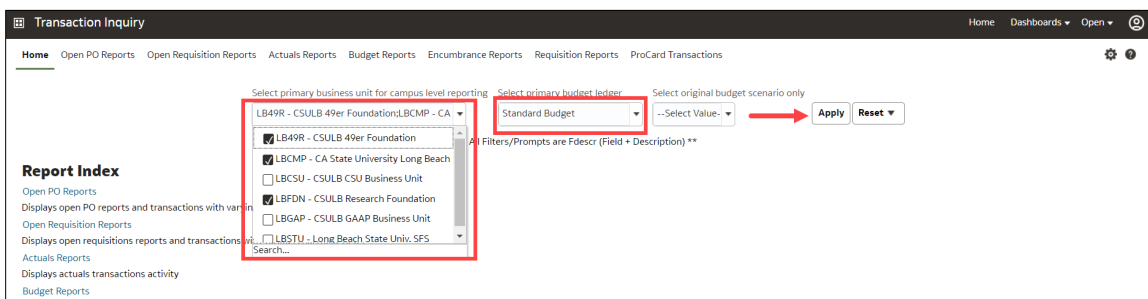 Transaction Inquiry
Home Dashboards Open
Home Open PO Reports Open Requisition Reports Actuals Reports Budget Reports Encumbrance Reports Requisition Reports ProCard Transactions
Select primary business unit for campus level reporting Select primary budget ledger Select original budget scenario only
LB49R - CSULB 49er Foundation;LBCMP - CA Standard Budget --Select Value- Apply Reset
LB49R - CSULB 49er Foundation
All Filters/Prompts are Fdescr (Field + Description) **
LBCMP - CA State University Long Beach
LBCSU - CSULB CSU Business Unit
LBFDN - CSULB Research Foundation
LBGAP - CSULB GAAP Business Unit
LBSTU - Long Beach State Univ. SFS
Search...
Report Index
Open PO Reports
Displays open PO reports and transactions with varyin
Open Requisition Reports
Displays open requisitions reports and transactions wi
Actuals Reports
Displays actuals transactions activity
Budget Reports